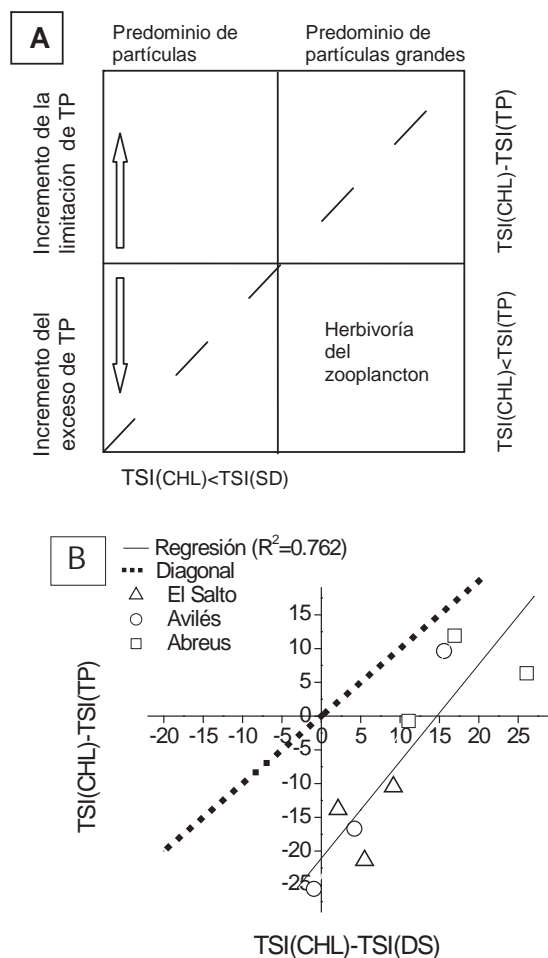 A
Predominio de
partículas
Predominio de
partículas grandes
Incremento de la
limitación de TP
Incremento del
exceso de TP
TSI(CHL)-TSI(TP)
TSI(CHL)<TSI(TP)
Herbivoría
del
zooplancton
TSI(CHL)<TSI(SD)
B
Regresión (R²=0.762)
Diagonal
El Salto
Avilés
Abreus
15
10
5
0
-5
-10
-15
-20
-25
-20 -15 -10 -5 0 5 10 15 20 25
TSI(CHL)-TSI(TP)
TSI(CHL)-TSI(DS)